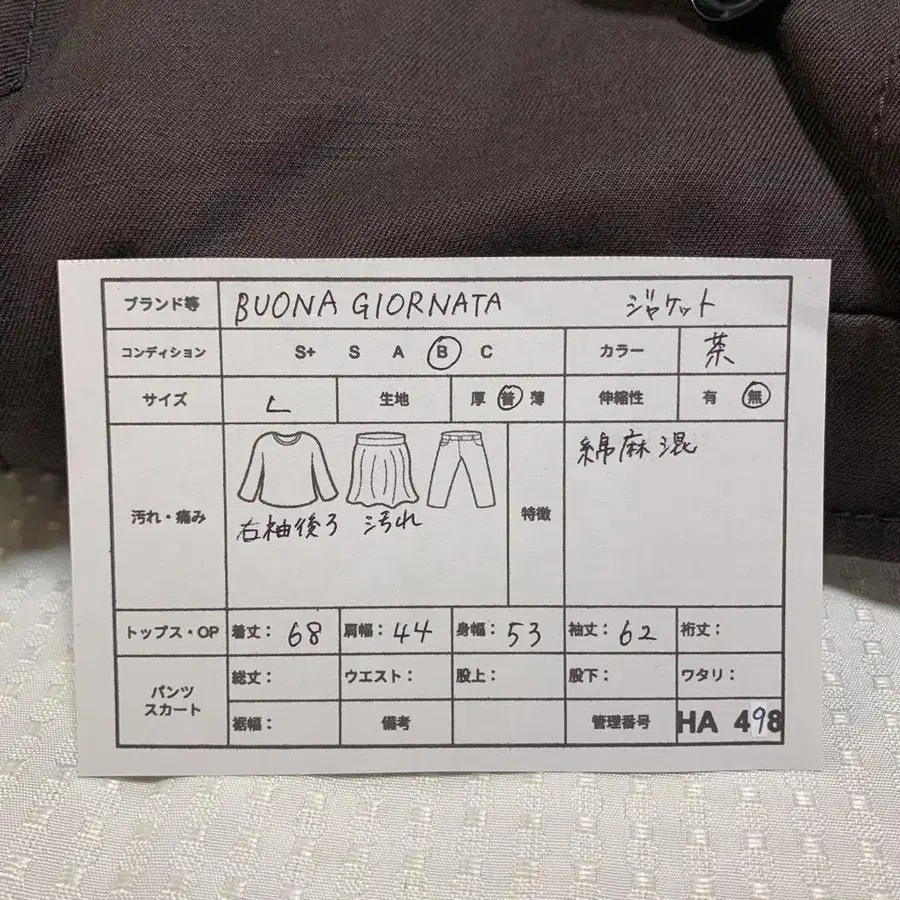 ブランド等 BUONA GIORNATA ジャケット
コンディション S+ S A B C カラー 茶
サイズ L 生地 厚 普 薄 伸縮性 有 無
汚れ・痛み 右袖後ろ 汚れ 特徴 綿麻混
トップス・OP 着丈: 68 肩幅: 44 身幅: 53 袖丈: 62 裄丈:
パンツ スカート 総丈: ウエスト: 股上: 股下: ワタリ:
裾幅: 備考 管理番号 HA 498